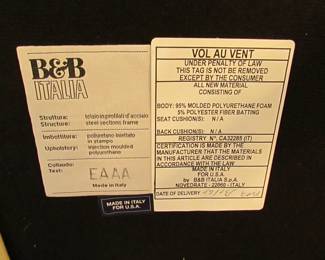 B&B
ITALIA
Struttura: telaio in profilati d'acciaio
Structure: steel sections frame
Imbottitura: poliuretano iniettato
in stampo
Upholstery: injection moulded
polyurethane
Collaudo:
Test: EAAA
Made in Italy
MADE IN ITALY
FOR U.S.A.
VOL AU VENT
UNDER PENALTY OF LAW
THIS TAG IS NOT BE REMOVED
EXCEPT BY THE CONSUMER
ALL NEW MATERIAL
CONSISTING OF
BODY: 95% MOLDED POLYURETHANE FOAM
5% POLYESTER FIBER BATTING
SEAT CUSHION(S): N/A
BACK CUSHION(S): N/A
REGISTRY N°. CA32285 (IT)
CERTIFICATION IS MADE BY THE
MANUFACTURER THAT THE MATERIALS
IN THIS ARTICLE ARE DESCRIBED IN
ACCORDANCE WITH THE LAW
MADE IN ITALY
FOR U.S.A.
by B&B ITALIA S.p.A.
NOVEDRATE - 22060 - ITALY
DATE OF DELIVERY